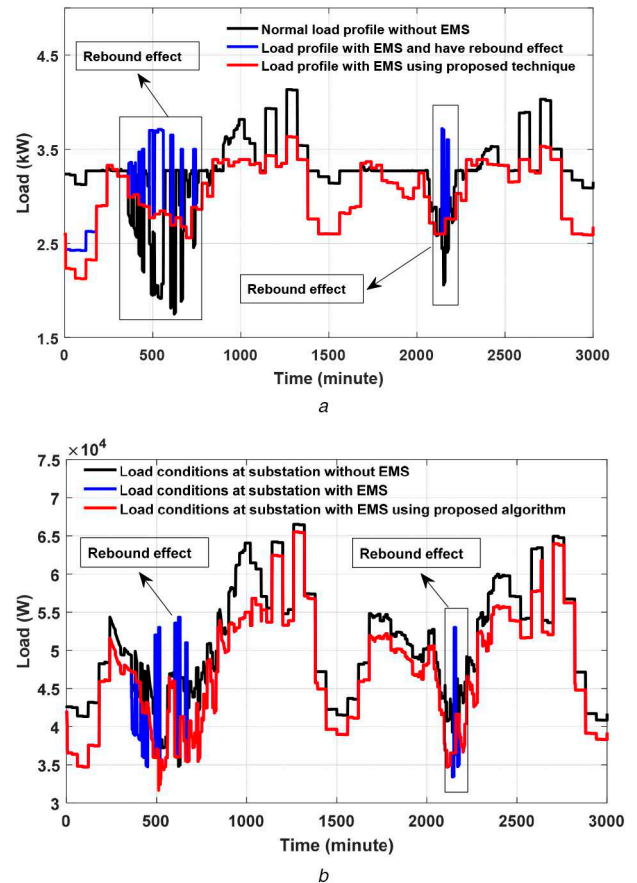 Normal load profile without EMS
Load profile with EMS and have rebound effect
Load profile with EMS using proposed technique
Rebound effect
Rebound effect
4.5
3.5
2.5
1.5
Load (kW)
0
500
1000
1500
2000
2500
3000
Time (minute)
a
×10⁴
Load conditions at substation without EMS
Load conditions at substation with EMS
Load conditions at substation with EMS using proposed algorithm
Rebound effect
Rebound effect
7.5
7
6.5
6
5.5
5
4.5
4
3.5
3
Load (W)
0
500
1000
1500
2000
2500
3000
Time (minute)
b